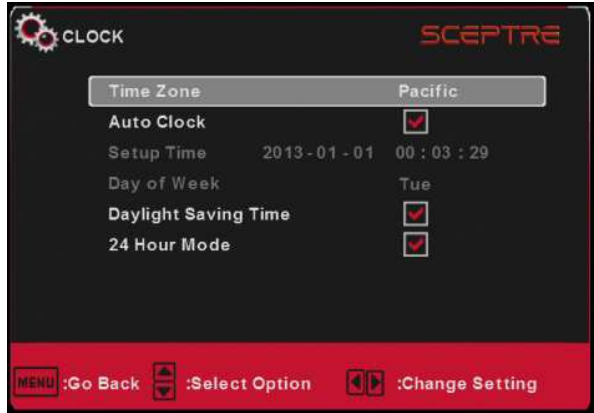 CLOCK SCEPTRE
Time Zone Pacific
Auto Clock
Setup Time 2013-01-01 00:03:29
Day of Week Tue
Daylight Saving Time
24 Hour Mode
MENU :Go Back :Select Option :Change Setting